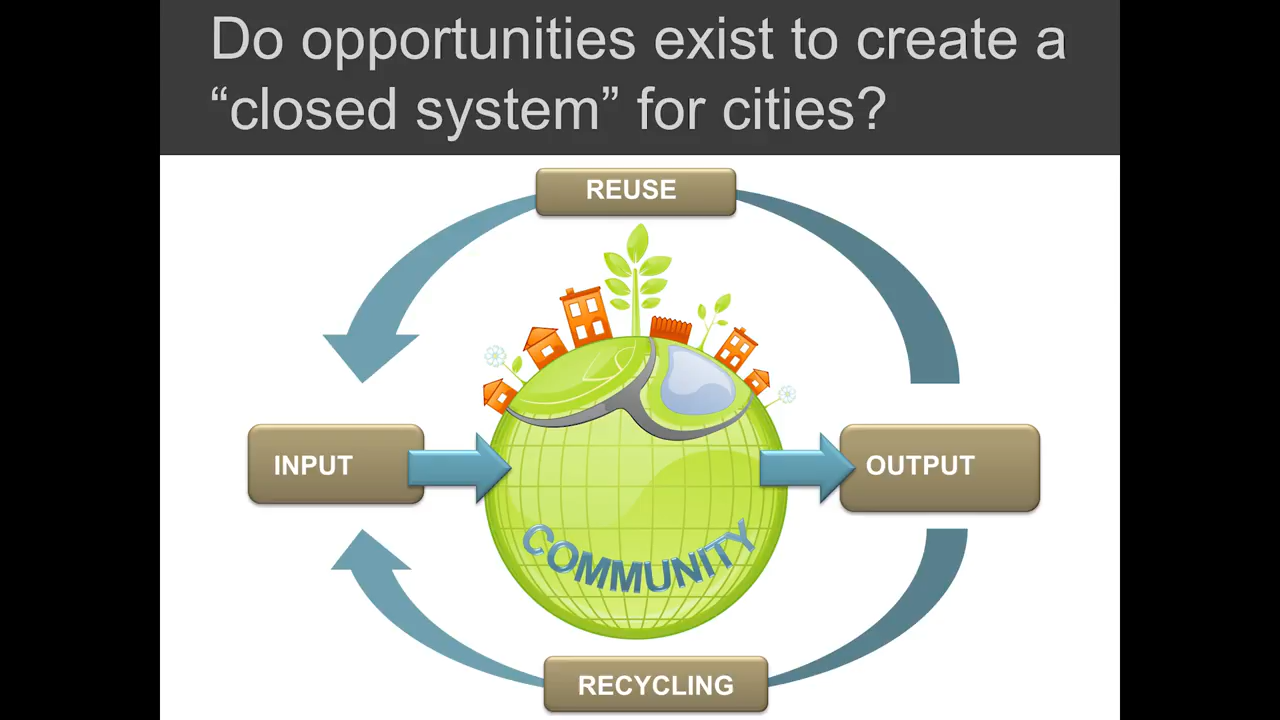 Do opportunities exist to create a
“closed system” for cities?
REUSE
INPUT
OUTPUT
COMMUNITY
RECYCLING